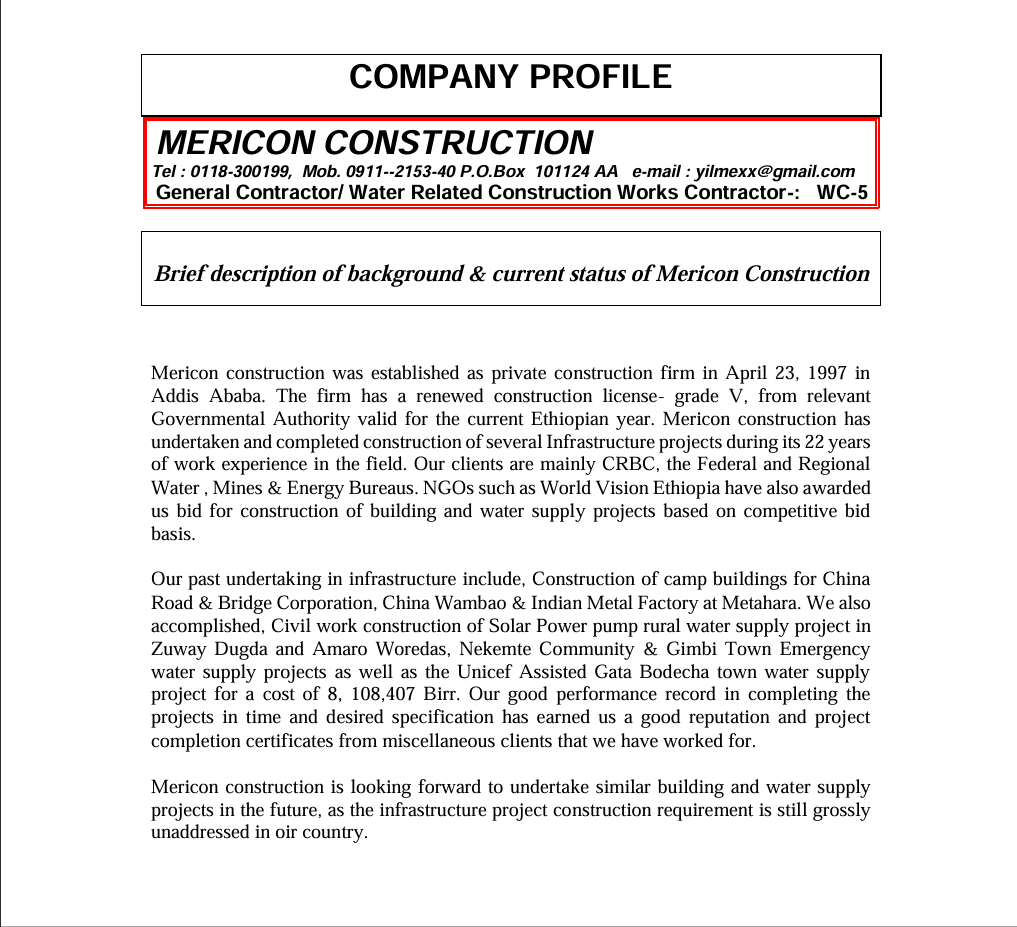 COMPANY PROFILE
MERICON CONSTRUCTION
Tel : 0118-300199, Mob. 0911--2153-40 P.O.Box 101124 AA e-mail : yilmexx@gmail.com
General Contractor/ Water Related Construction Works Contractor-: WC-5
Brief description of background & current status of Mericon Construction
Mericon construction was established as private construction firm in April 23, 1997 in
Addis Ababa. The firm has a renewed construction license- grade V, from relevant
Governmental Authority valid for the current Ethiopian year. Mericon construction has
undertaken and completed construction of several Infrastructure projects during its 22 years
of work experience in the field. Our clients are mainly CRBC, the Federal and Regional
Water , Mines & Energy Bureaus. NGOs such as World Vision Ethiopia have also awarded
us bid for construction of building and water supply projects based on competitive bid
basis.
Our past undertaking in infrastructure include, Construction of camp buildings for China
Road & Bridge Corporation, China Wambao & Indian Metal Factory at Metahara. We also
accomplished, Civil work construction of Solar Power pump rural water supply project in
Zuway Dugda and Amaro Woredas, Nekemte Community & Gimbi Town Emergency
water supply projects as well as the Unicef Assisted Gata Bodecha town water supply
project for a cost of 8, 108,407 Birr. Our good performance record in completing the
projects in time and desired specification has earned us a good reputation and project
completion certificates from miscellaneous clients that we have worked for.
Mericon construction is looking forward to undertake similar building and water supply
projects in the future, as the infrastructure project construction requirement is still grossly
unaddressed in oir country.